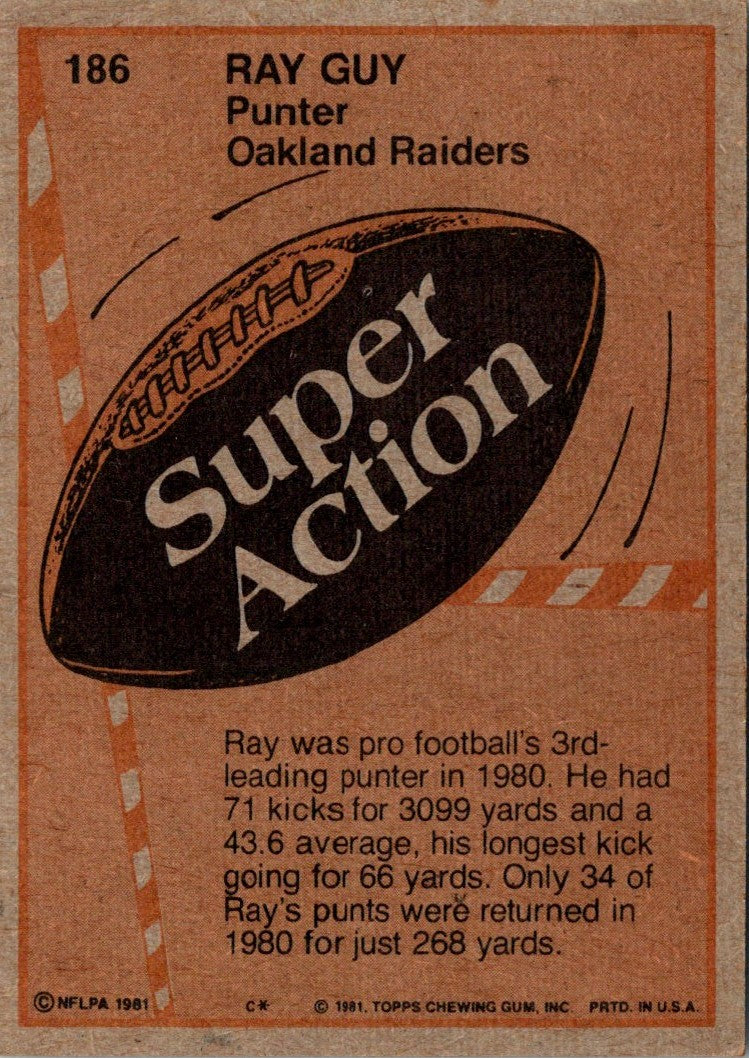 186
RAY GUY
Punter
Oakland Raiders
Super
Action
Ray was pro football's 3rd-
leading punter in 1980. He had
71 kicks for 3099 yards and a
43.6 average, his longest kick
going for 66 yards. Only 34 of
Ray's punts were returned in
1980 for just 268 yards.
© NFLPA 1981 C* © 1981, TOPPS CHEWING GUM, INC. PRTD. IN U.S.A.